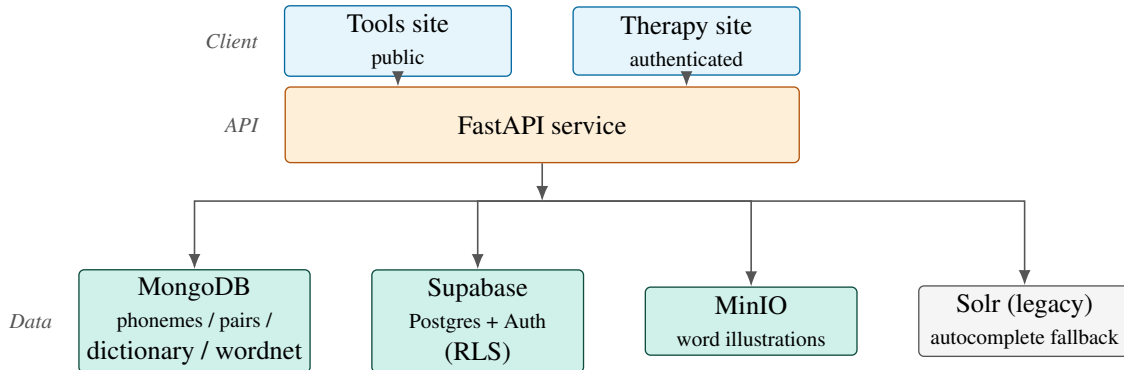 Client
Tools site
public
Therapy site
authenticated
API
FastAPI service
Data
MongoDB
phonemes / pairs /
dictionary / wordnet
Supabase
Postgres + Auth
(RLS)
MinIO
word illustrations
Solr (legacy)
autocomplete fallback